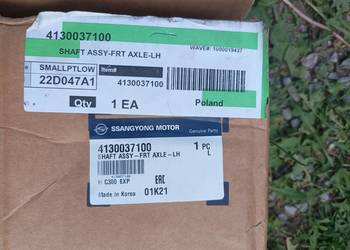 4130037100
WAVE#: 1000019437
SHAFT ASSY-FRT AXLE-LH
SMALLPTLOW
Item#
22D047A1
4130037100
Qty
1 EA
Poland
SSANGYONG MOTOR
Genuine Parts
4130037100
1 PC
SHAFT ASSY-FRT AXLE-LH
L
C300 EXP
EAC
Made in Korea
01K21